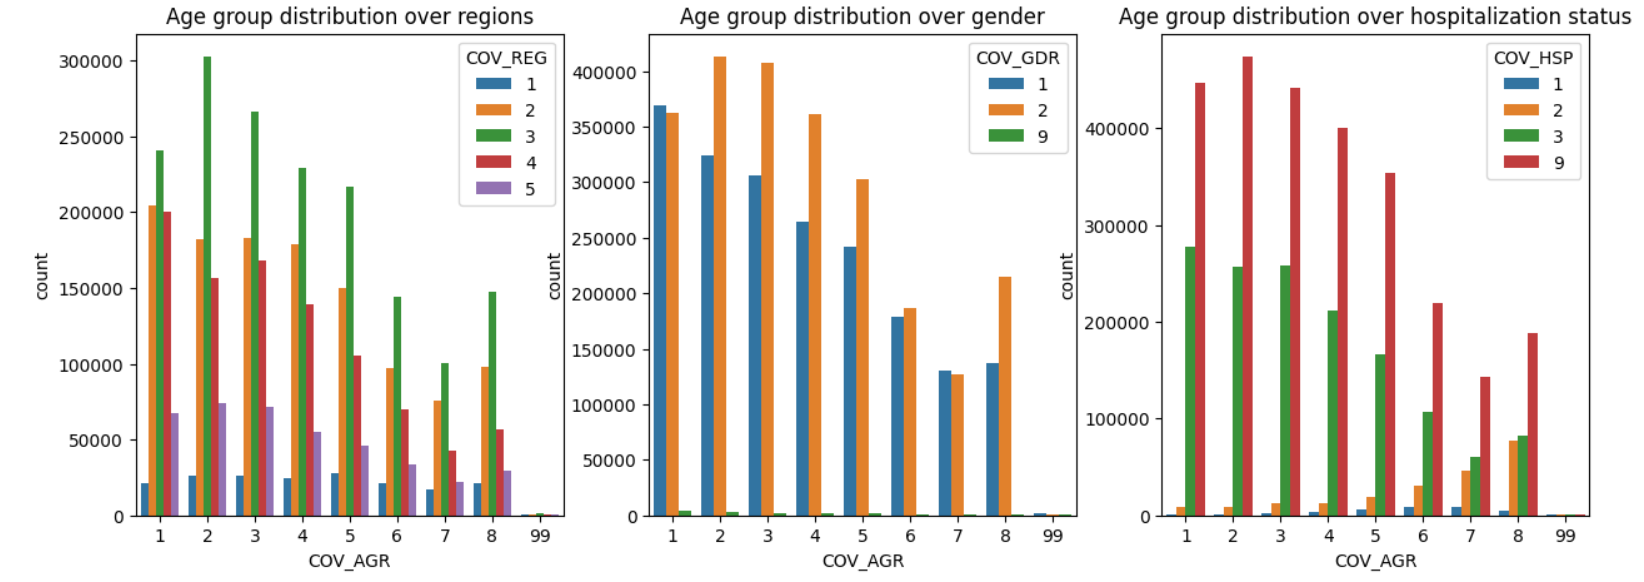 Age group distribution over regions
300000
250000
200000
150000
100000
50000
0
count
COV_REG
1
2
3
4
5
1 2 3 4 5 6 7 8 99
COV_AGR
Age group distribution over gender
400000
350000
300000
250000
200000
150000
100000
50000
0
count
COV_GDR
1
2
9
1 2 3 4 5 6 7 8 99
COV_AGR
Age group distribution over hospitalization status
400000
300000
200000
100000
0
count
COV_HSP
1
2
3
9
1 2 3 4 5 6 7 8 99
COV_AGR